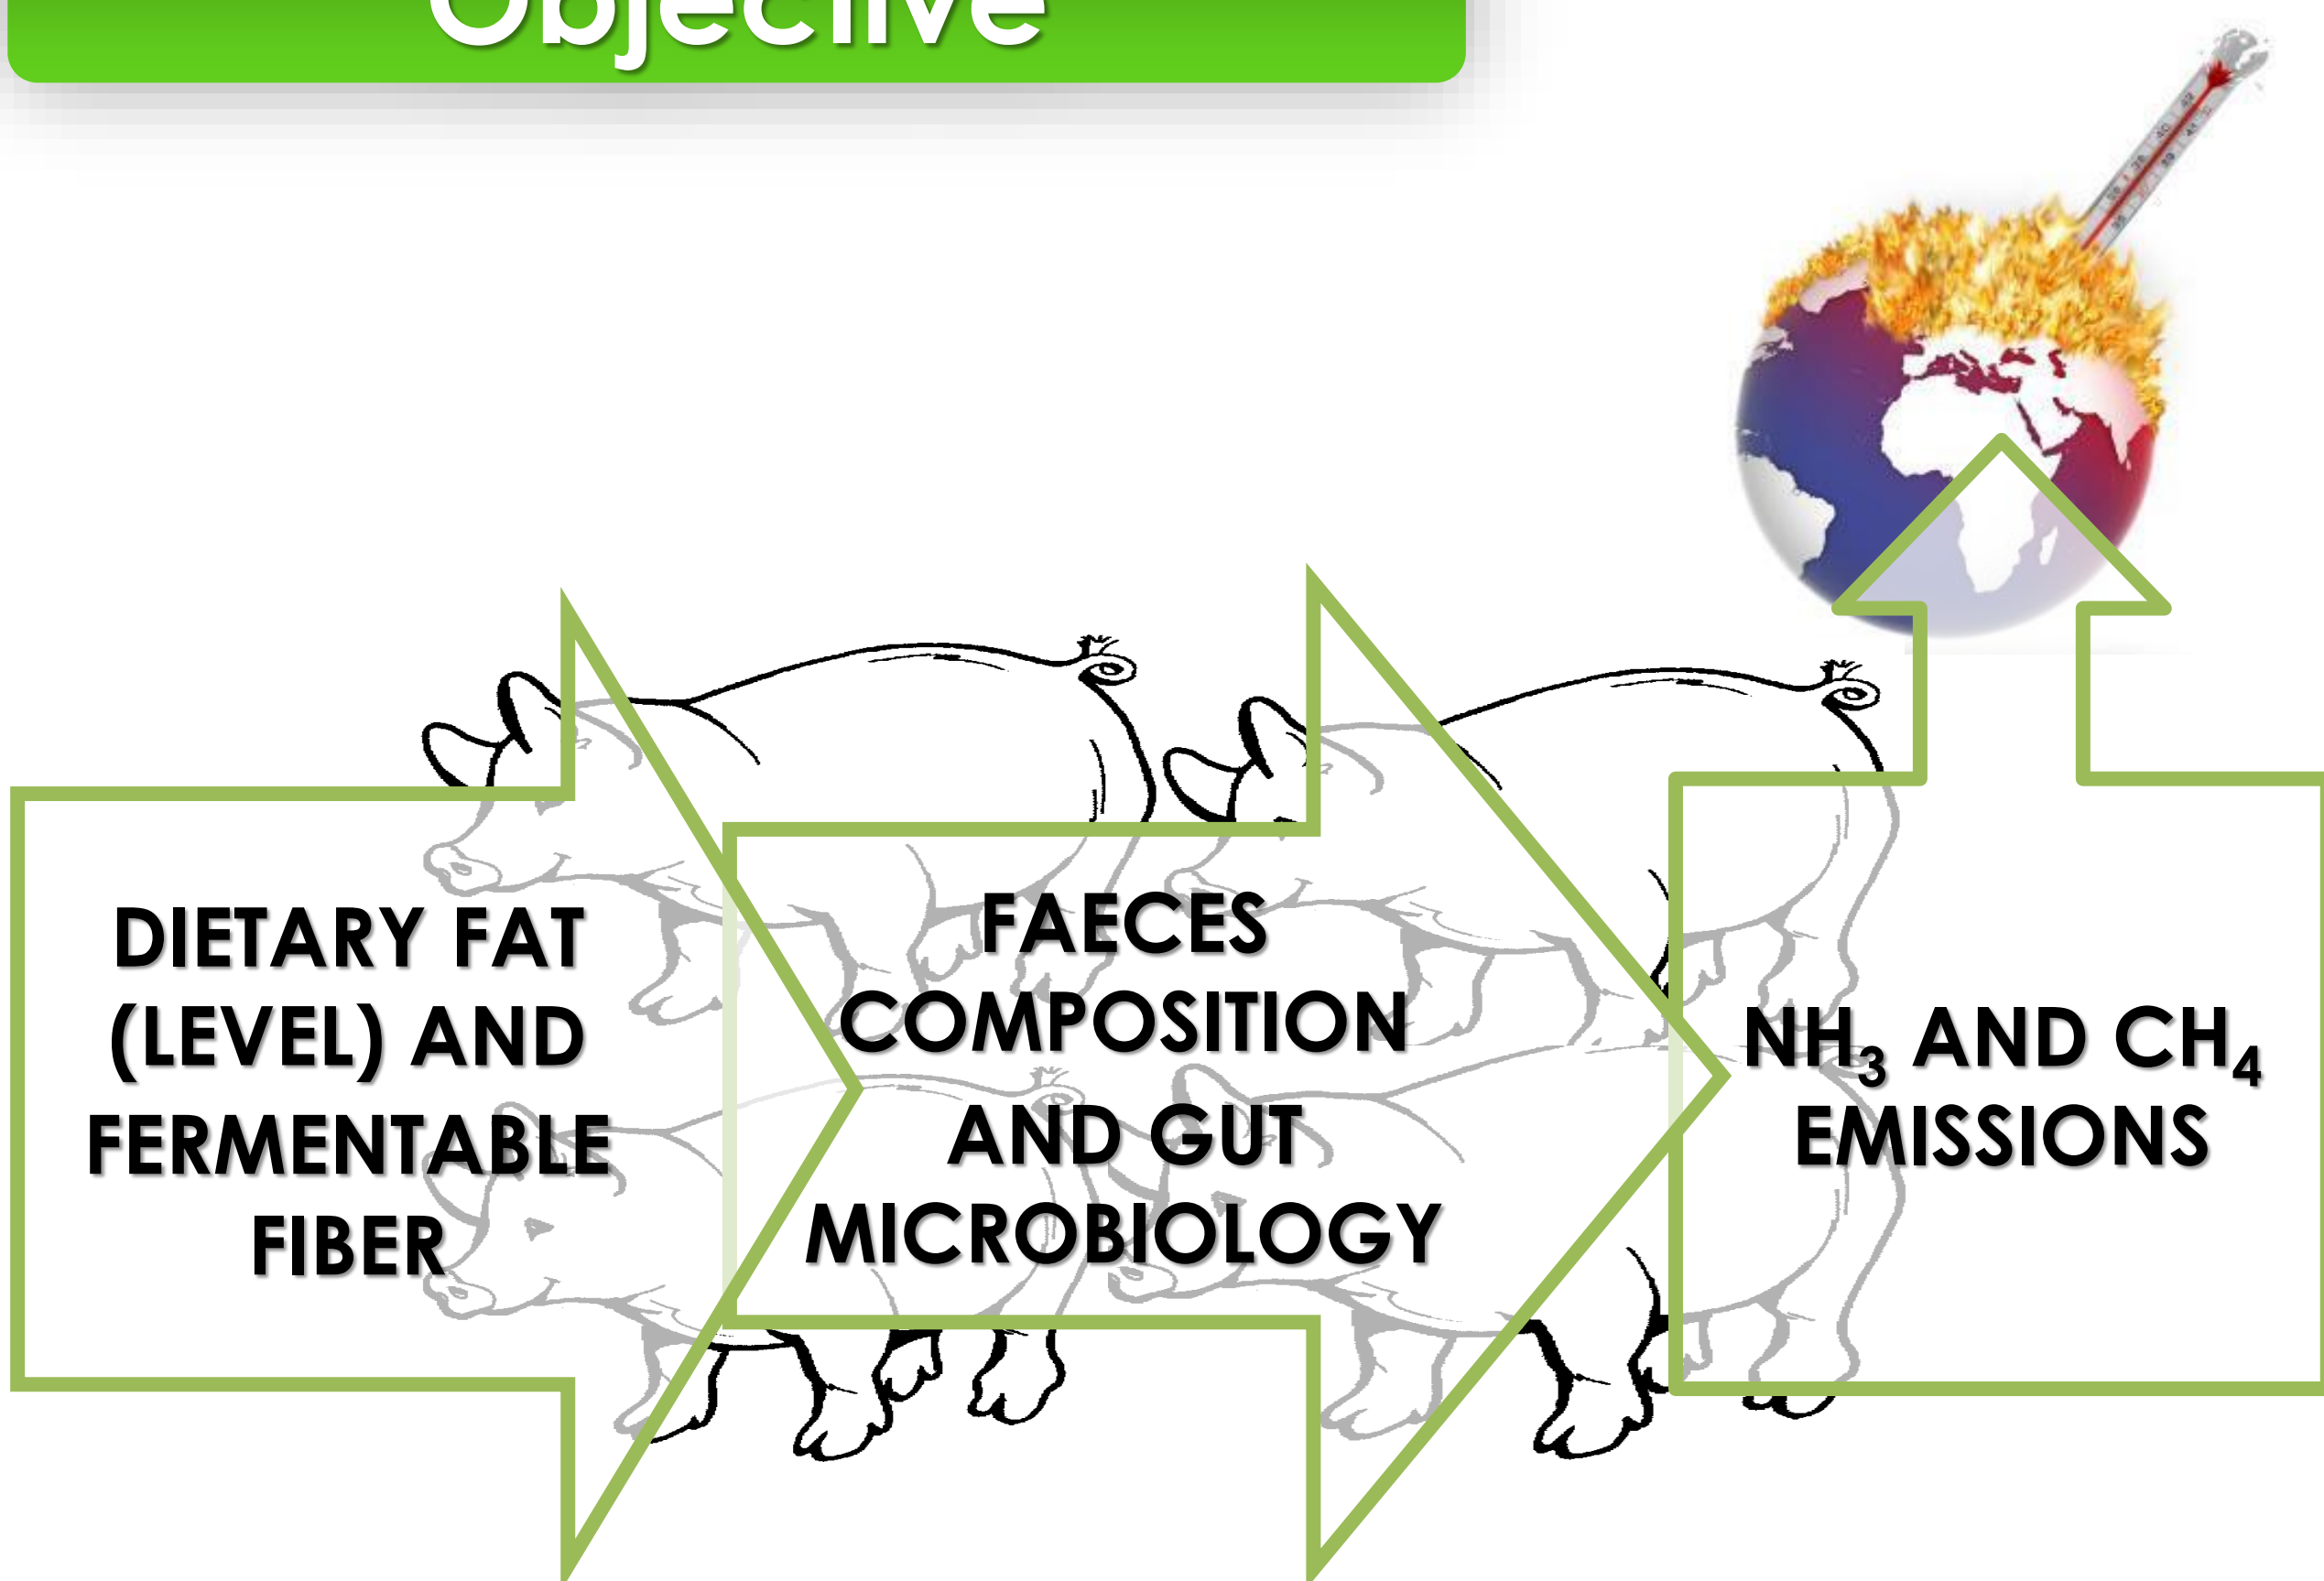 Objective
DIETARY FAT
(LEVEL) AND
FERMENTABLE
FIBER
FAECES
COMPOSITION
AND GUT
MICROBIOLOGY
NH₃ AND CH₄
EMISSIONS